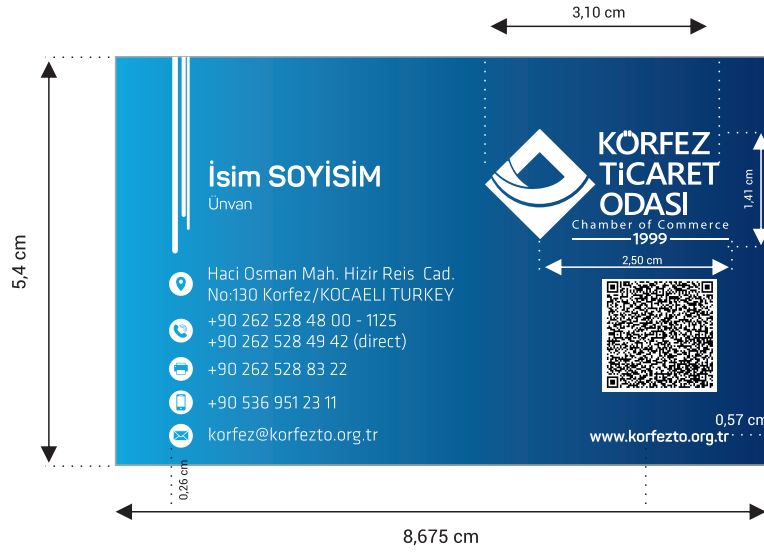 3,10 cm
5,4 cm
İsim SOYİSİM
Ünvan
Haci Osman Mah. Hizir Reis Cad.
No:130 Korfez/KOCAELI TURKEY
+90 262 528 48 00 - 1125
+90 262 528 49 42 (direct)
+90 262 528 83 22
+90 536 951 23 11
korfez@korfezto.org.tr
KÖRFEZ
TiCARET
ODASI
Chamber of Commerce
1999
1,41 cm
2,50 cm
0,57 cm
www.korfezto.org.tr
0,26 cm
8,675 cm